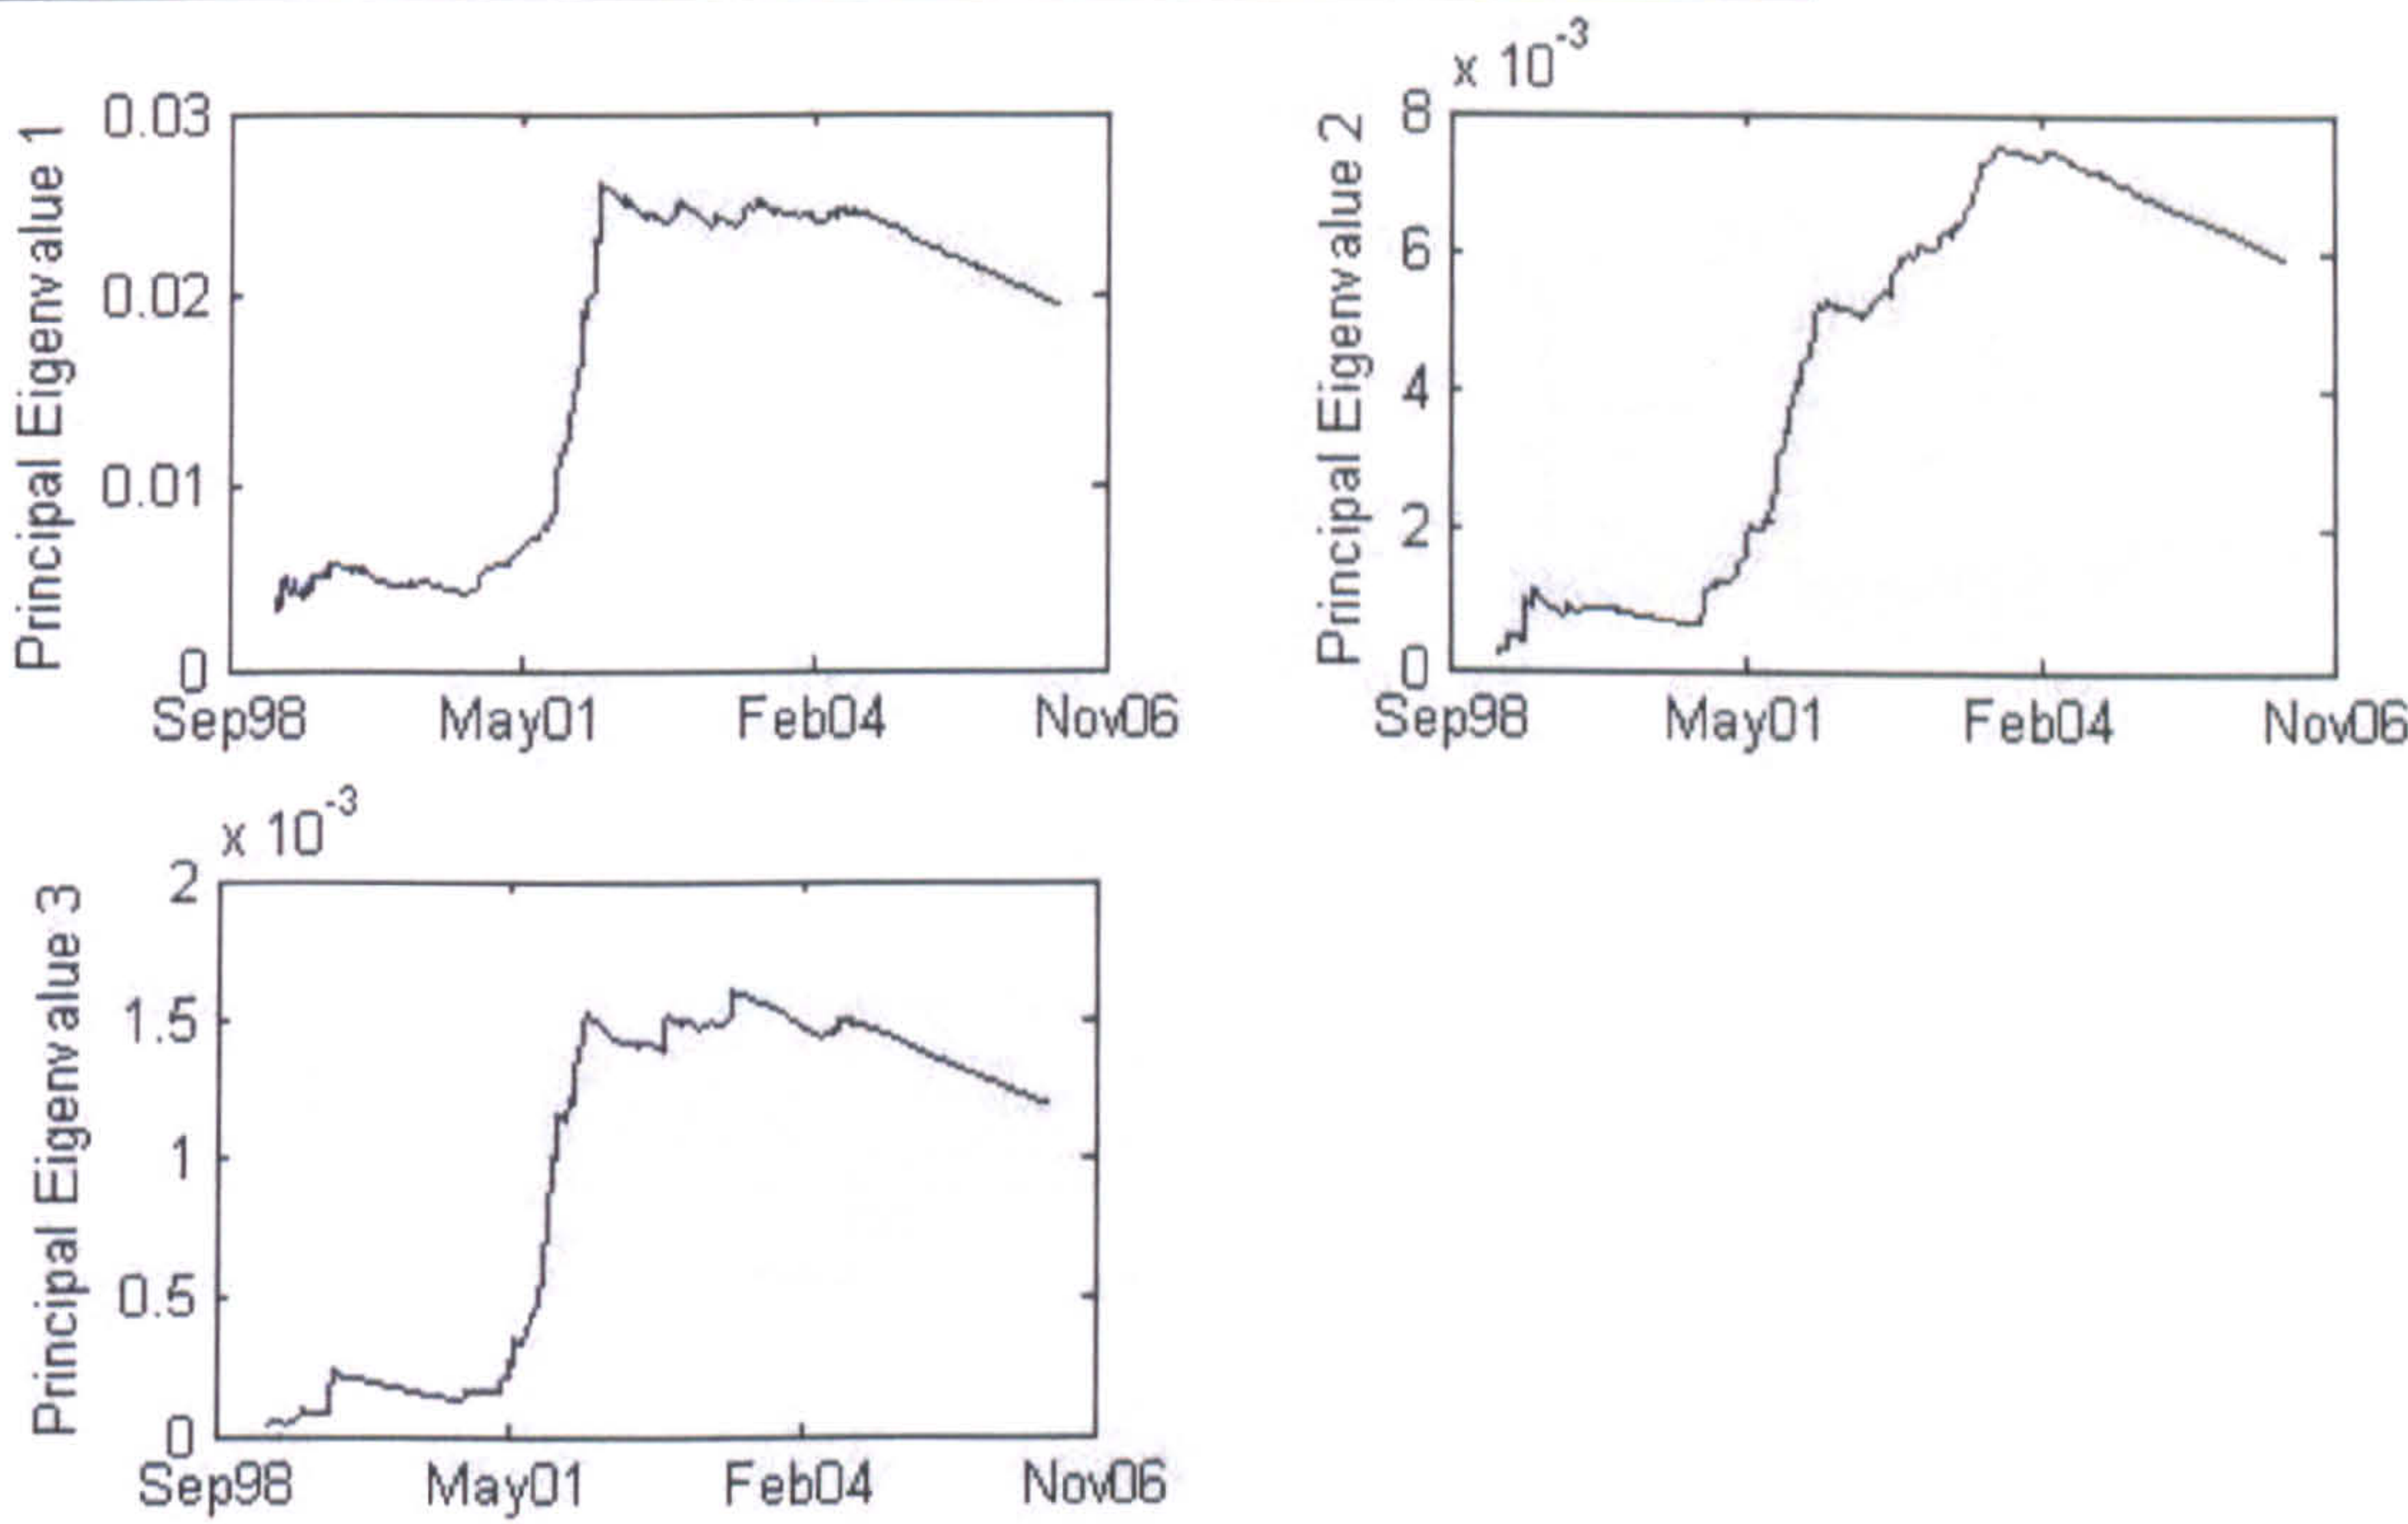 Principal Eigenvalue 1
0.03
0.02
0.01
0
Sep98 May01 Feb04 Nov06
x 10-3
Principal Eigenvalue 2
8
6
4
2
0
Sep98 May01 Feb04 Nov06
x 10-3
Principal Eigenvalue 3
2
1.5
1
0.5
0
Sep98 May01 Feb04 Nov06